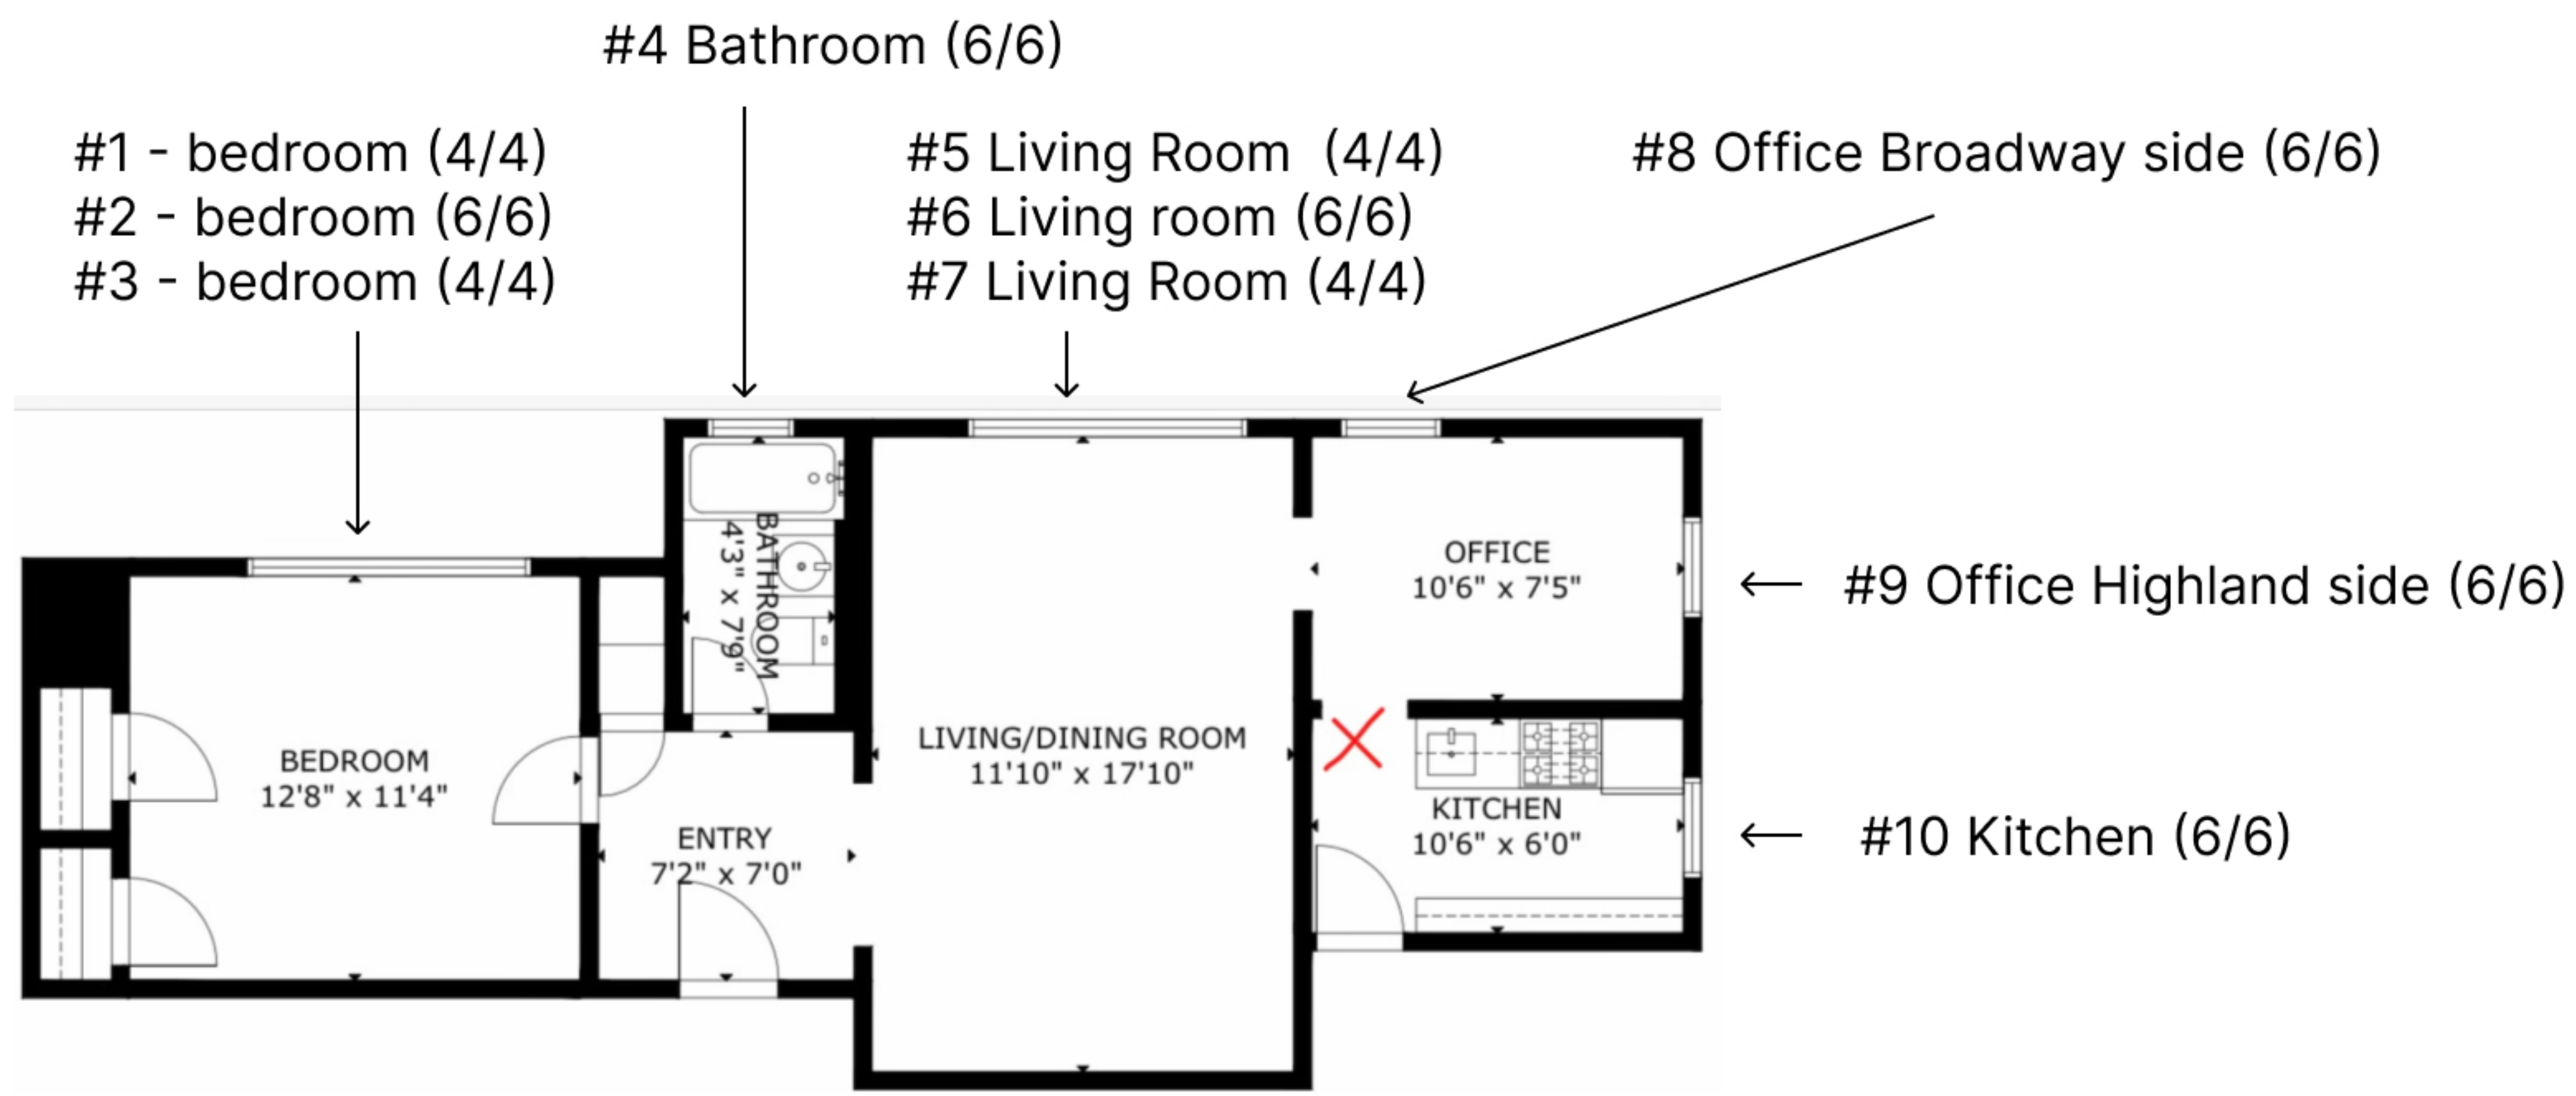 #4 Bathroom (6/6)
#1 - bedroom (4/4)
#2 - bedroom (6/6)
#3 - bedroom (4/4)
#5 Living Room  (4/4)
#6 Living room (6/6)
#7 Living Room (4/4)
#8 Office Broadway side (6/6)
BATHROOM
4'3" x 7'9"
OFFICE
10'6" x 7'5"
#9 Office Highland side (6/6)
BEDROOM
12'8" x 11'4"
LIVING/DINING ROOM
11'10" x 17'10"
ENTRY
7'2" x 7'0"
KITCHEN
10'6" x 6'0"
#10 Kitchen (6/6)